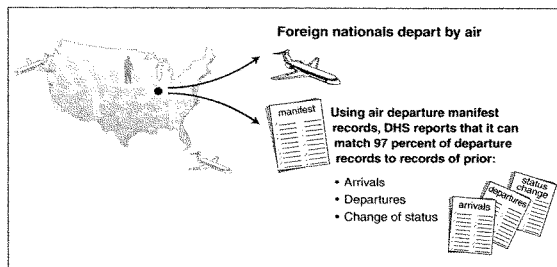 Foreign nationals depart by air
manifest
Using air departure manifest
records, DHS reports that it can
match 97 percent of departure
records to records of prior:
• Arrivals
• Departures
• Change of status
status
change
departures
arrivals